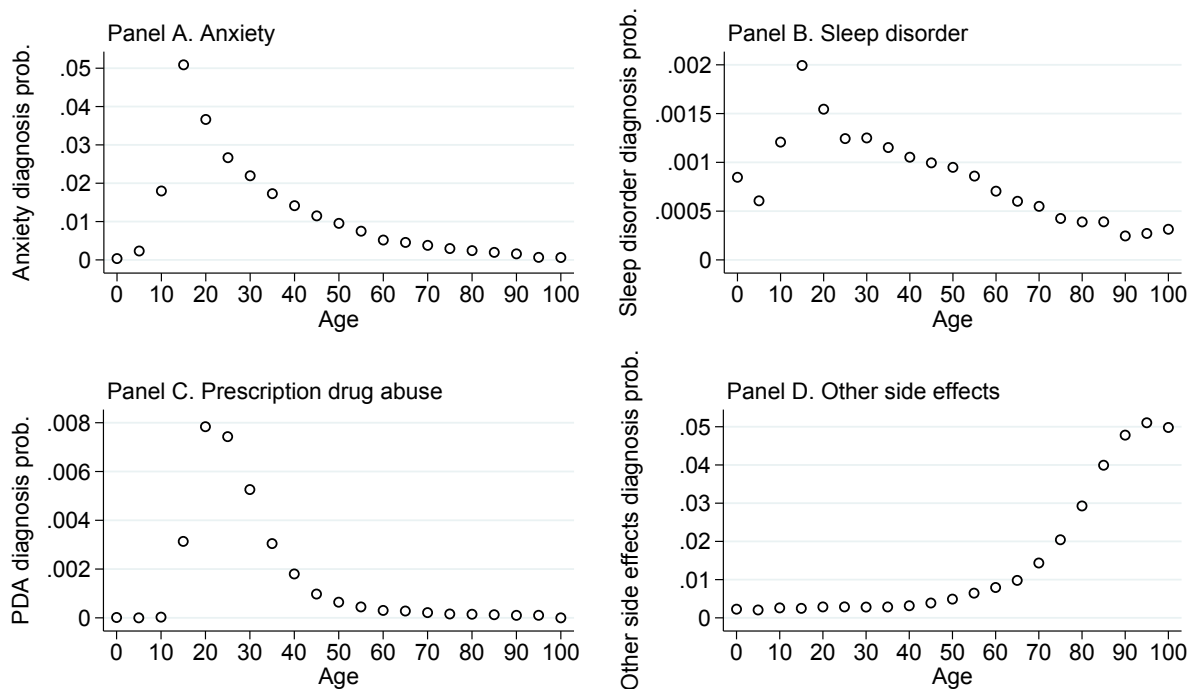 Panel A. Anxiety
Anxiety diagnosis prob.
.05
.04
.03
.02
.01
0
0 10 20 30 40 50 60 70 80 90 100
Age
Panel B. Sleep disorder
Sleep disorder diagnosis prob.
.002
.0015
.001
.0005
0
0 10 20 30 40 50 60 70 80 90 100
Age
Panel C. Prescription drug abuse
PDA diagnosis prob.
.008
.006
.004
.002
0
0 10 20 30 40 50 60 70 80 90 100
Age
Panel D. Other side effects
Other side effects diagnosis prob.
.05
.04
.03
.02
.01
0
0 10 20 30 40 50 60 70 80 90 100
Age